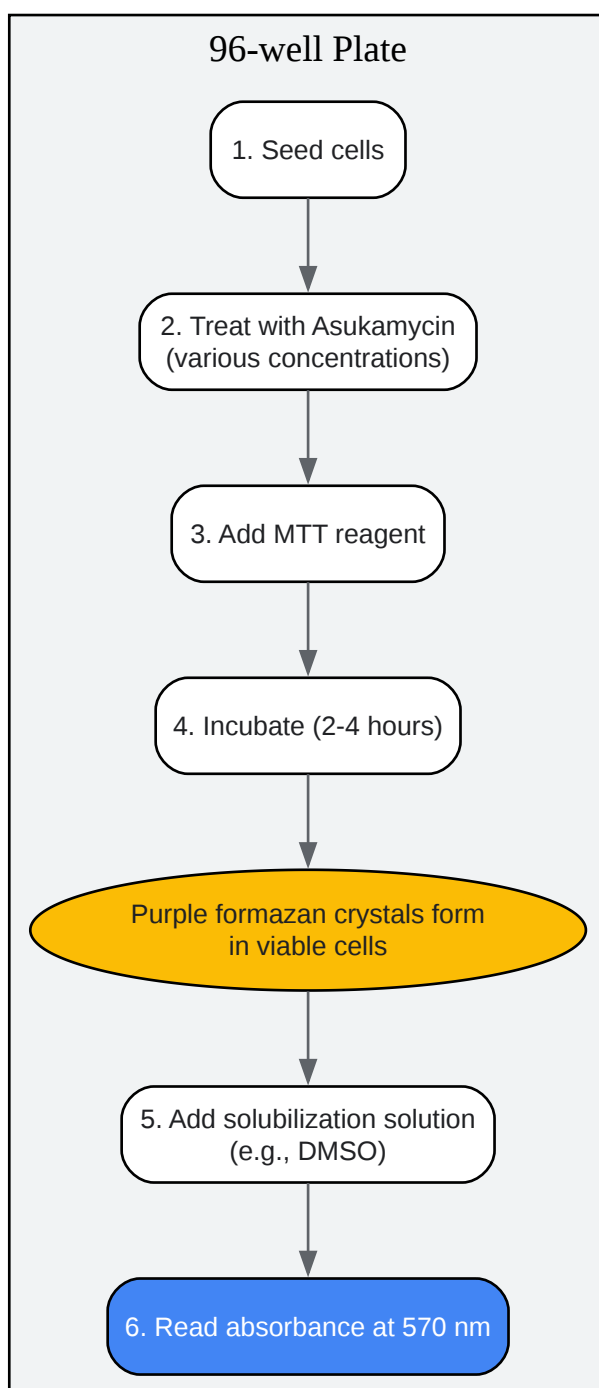 96-well Plate
1. Seed cells
2. Treat with Asukamycin
(various concentrations)
3. Add MTT reagent
4. Incubate (2-4 hours)
Purple formazan crystals form
in viable cells
5. Add solubilization solution
(e.g., DMSO)
6. Read absorbance at 570 nm